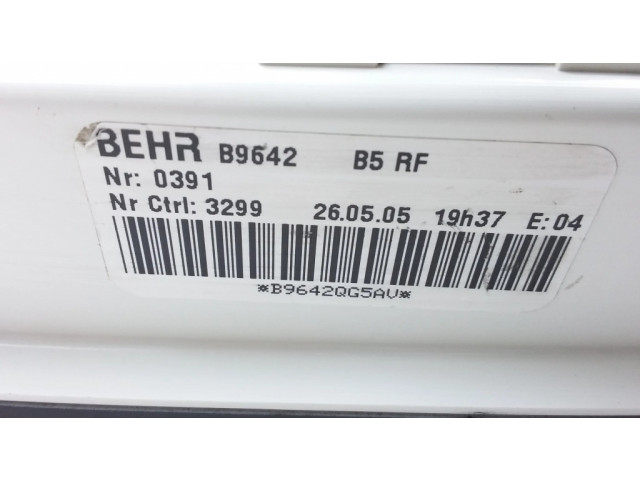 BEHR B9642 B5 RF
Nr: 0391
Nr Ctrl: 3299 26.05.05 19h37 E: 04
*B9642QG5AV*